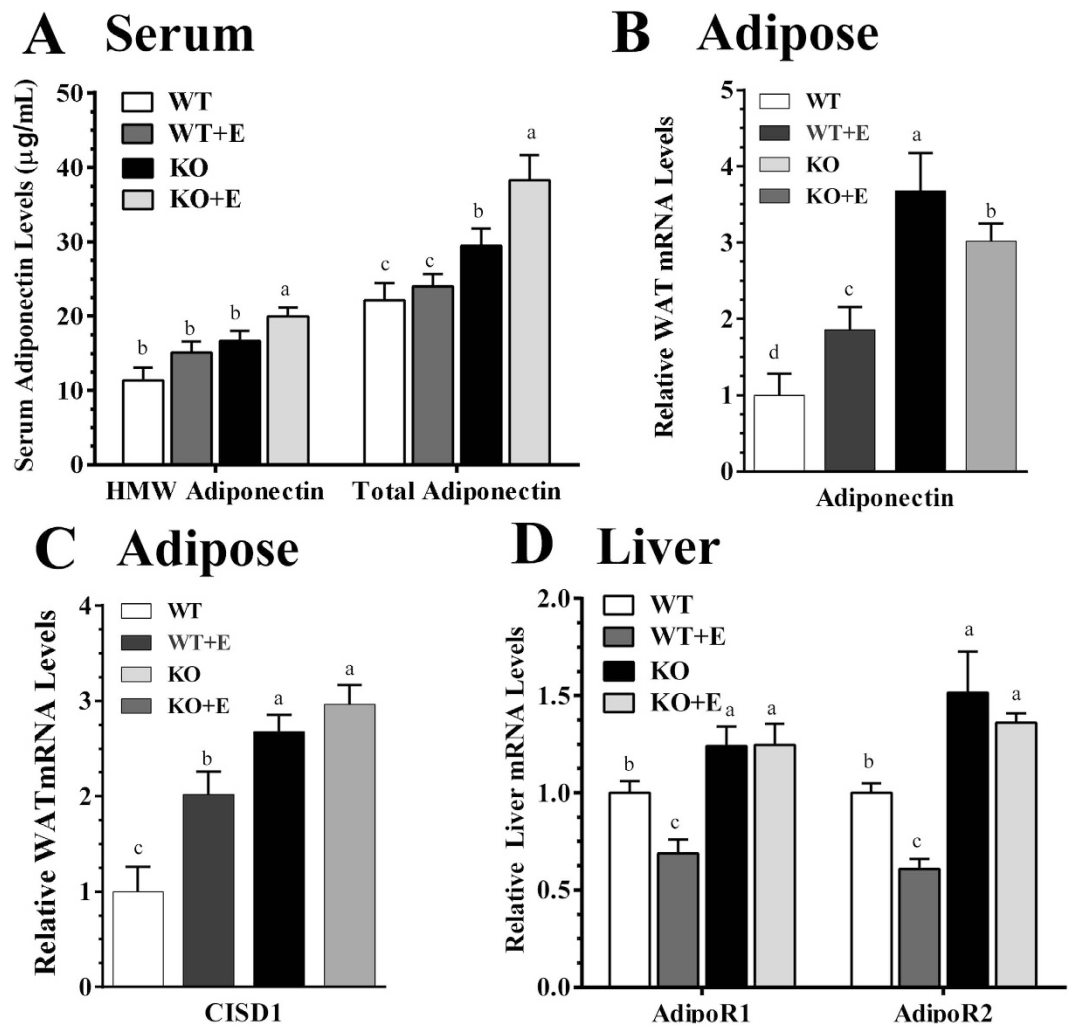 A Serum
Serum Adiponectin Levels (μg/mL)
50
40
30
20
10
0
WT
WT+E
KO
KO+E
b
b
b
a
c
c
b
a
HMW Adiponectin
Total Adiponectin
B Adipose
Relative WAT mRNA Levels
5
4
3
2
1
0
WT
WT+E
KO
KO+E
d
c
a
b
Adiponectin
C Adipose
Relative WATmRNA Levels
4
3
2
1
0
WT
WT+E
KO
KO+E
c
b
a
a
CISD1
D Liver
Relative Liver mRNA Levels
2.0
1.5
1.0
0.5
0.0
WT
WT+E
KO
KO+E
b
c
a
a
b
c
a
a
AdipoR1
AdipoR2